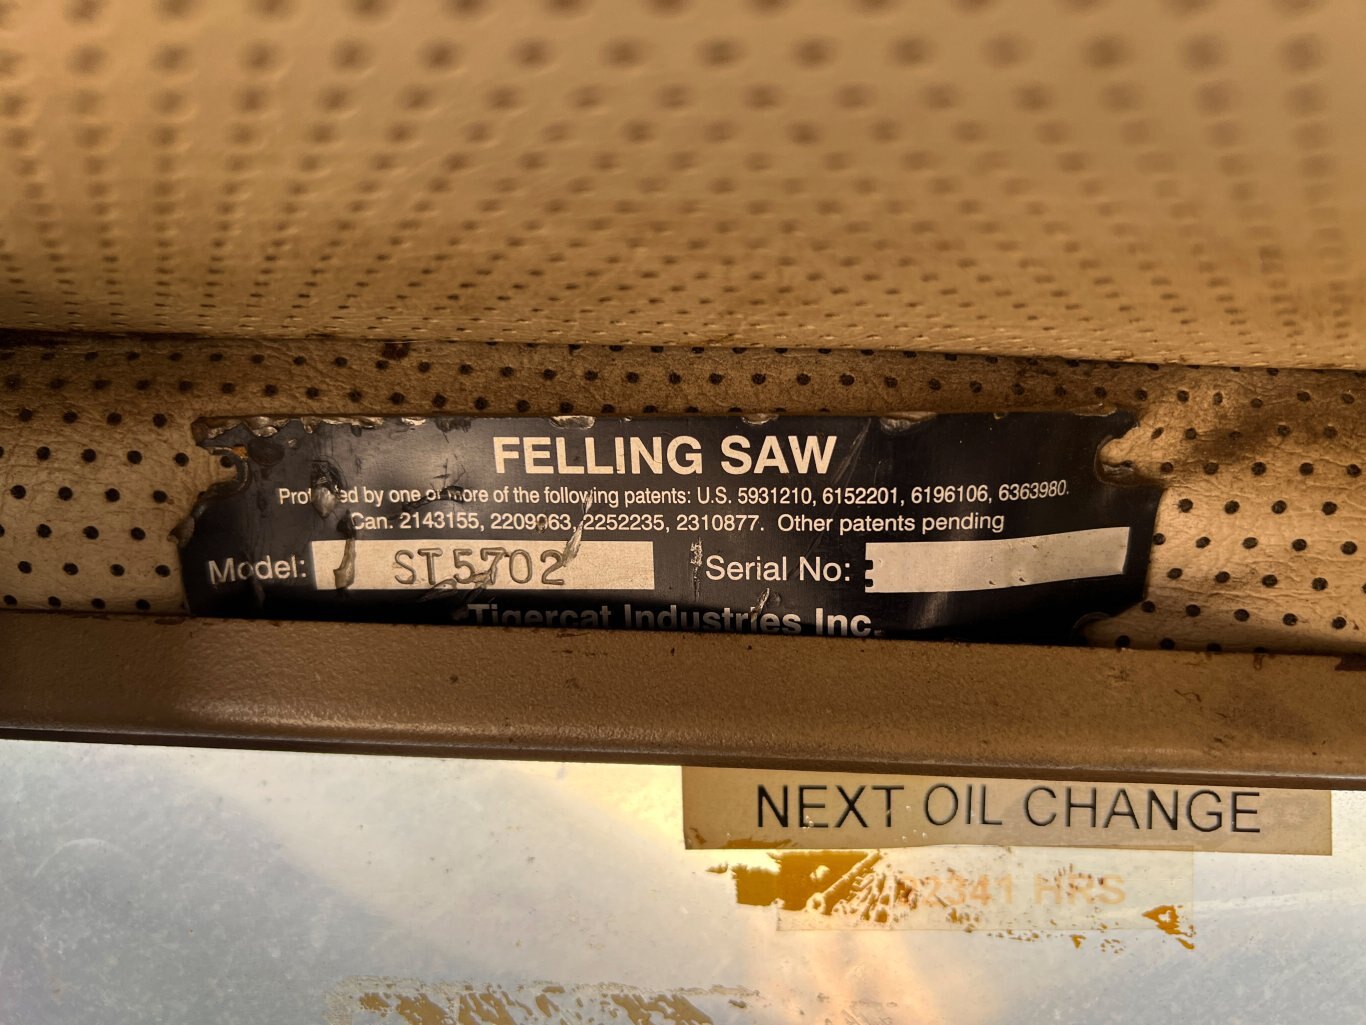 FELLING SAW
Protected by one or more of the following patents: U.S. 5931210, 6152201, 6196106, 6363980.
Can. 2143155, 2209063, 2252235, 2310877. Other patents pending
Model: ST5702 Serial No:
Tigercat Industries Inc.
NEXT OIL CHANGE
HRS